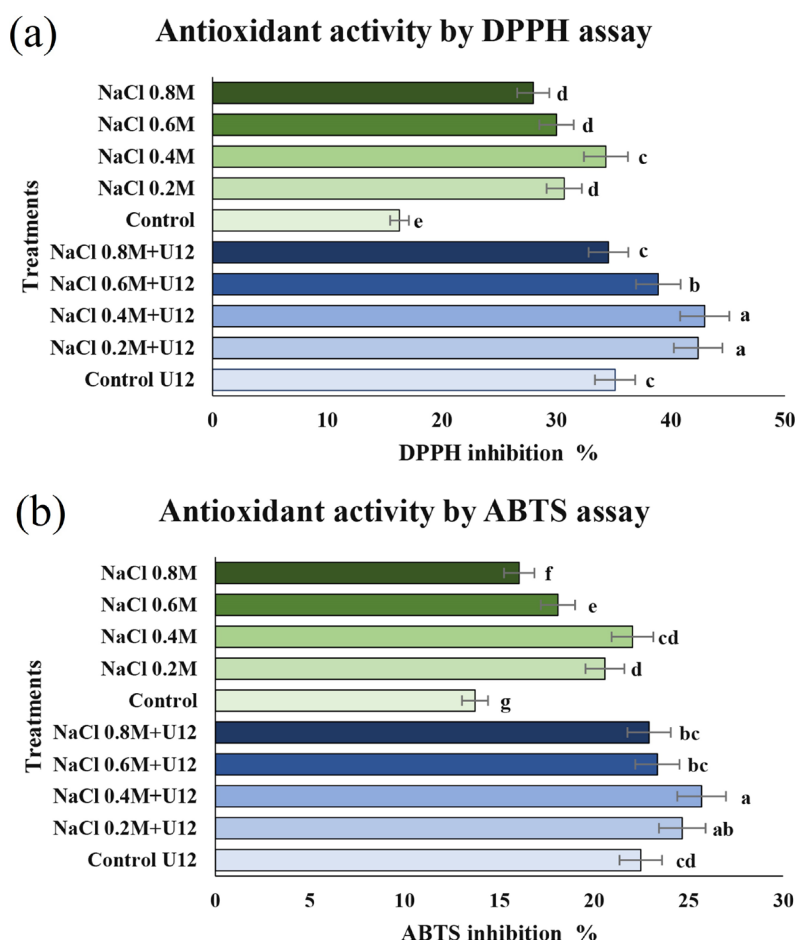 (a)
Antioxidant activity by DPPH assay
Treatments
NaCl 0.8M d
NaCl 0.6M d
NaCl 0.4M c
NaCl 0.2M d
Control e
NaCl 0.8M+U12 c
NaCl 0.6M+U12 b
NaCl 0.4M+U12 a
NaCl 0.2M+U12 a
Control U12 c
0 10 20 30 40 50
DPPH inhibition %
(b)
Antioxidant activity by ABTS assay
Treatments
NaCl 0.8M f
NaCl 0.6M e
NaCl 0.4M cd
NaCl 0.2M d
Control g
NaCl 0.8M+U12 bc
NaCl 0.6M+U12 bc
NaCl 0.4M+U12 a
NaCl 0.2M+U12 ab
Control U12 cd
0 5 10 15 20 25 30
ABTS inhibition %